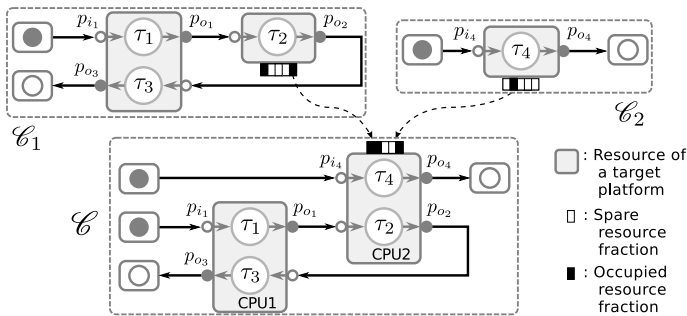 p_{i_1} τ_1 p_{o_1} τ_2 p_{o_2}
p_{o_3} τ_3
𝒞_1
p_{i_4} τ_4 p_{o_4}
𝒞_2
p_{i_4} τ_4 p_{o_4}
𝒞
p_{i_1} τ_1 p_{o_1} τ_2 p_{o_2}
CPU2
p_{o_3} τ_3
CPU1
: Resource of
a target
platform
: Spare
resource
fraction
: Occupied
resource
fraction